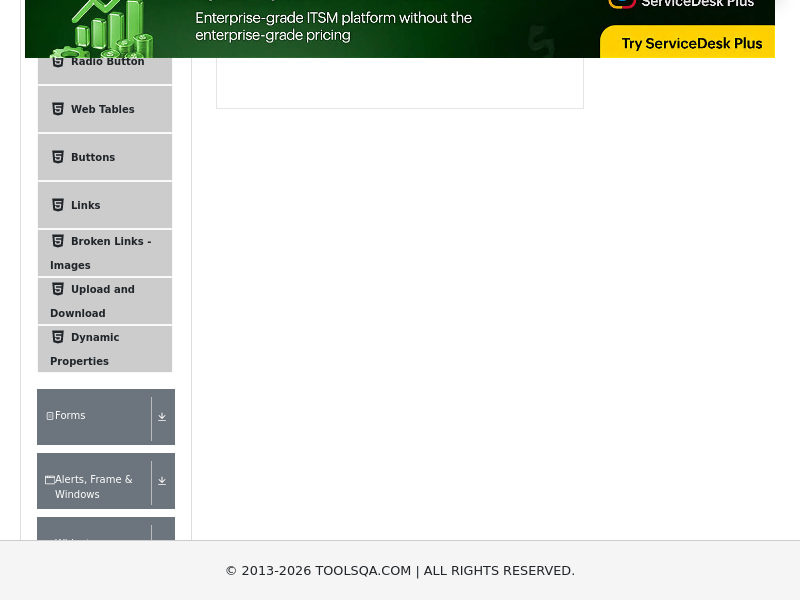 ServiceDesk Plus
Enterprise-grade ITSM platform without the
enterprise-grade pricing
Try ServiceDesk Plus
Radio Button
Web Tables
Buttons
Links
Broken Links -
Images
Upload and
Download
Dynamic
Properties
Forms
Alerts, Frame &
Windows
© 2013-2026 TOOLSQA.COM | ALL RIGHTS RESERVED.